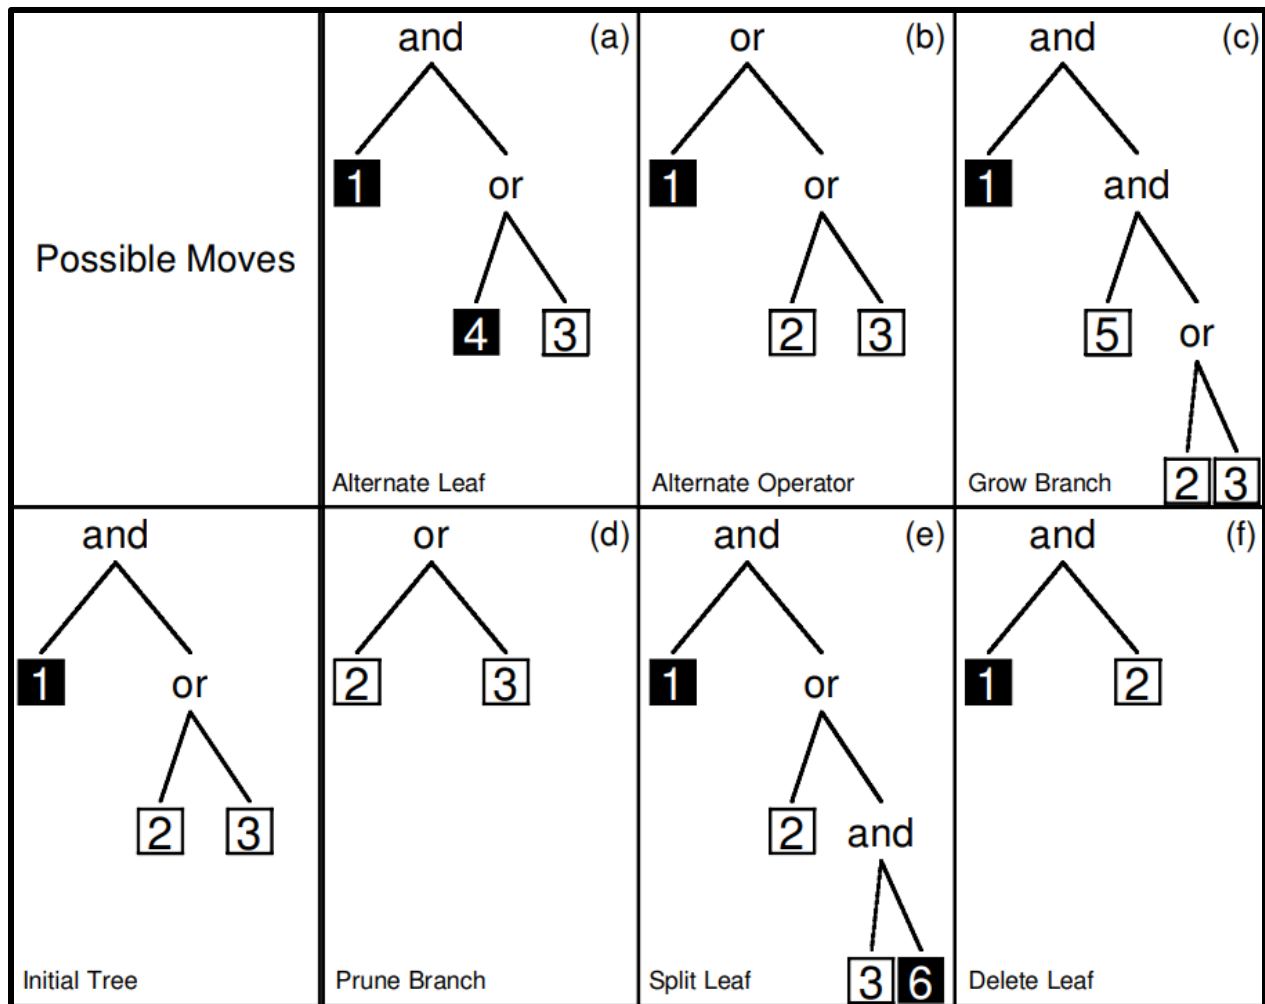 Possible Moves
and (a)
1 or
4 3
Alternate Leaf
or (b)
1 or
2 3
Alternate Operator
and (c)
1 and
5 or
2 3
Grow Branch
and
1 or
2 3
Initial Tree
or (d)
2 3
Prune Branch
and (e)
1 or
2 and
3 6
Split Leaf
and (f)
1 2
Delete Leaf